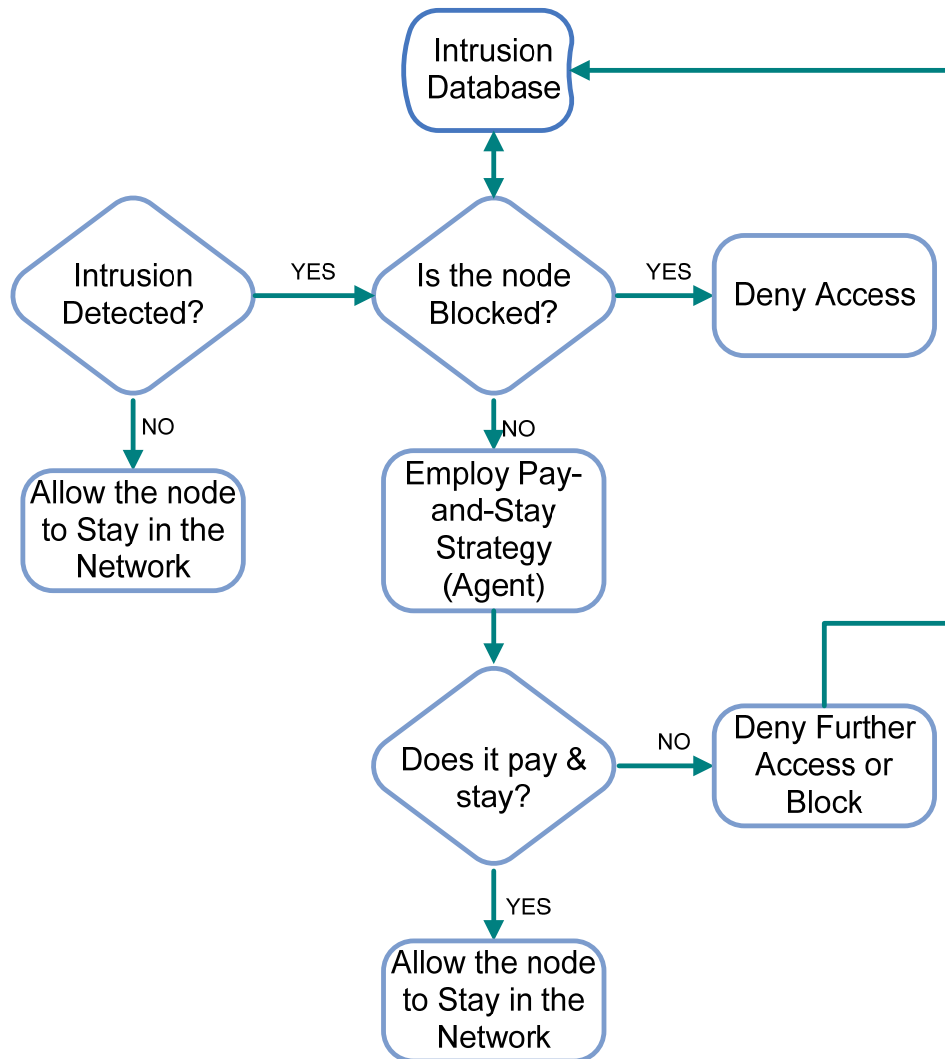 Intrusion
Database
Intrusion
Detected?
YES
Is the node
Blocked?
YES
Deny Access
NO
Allow the node
to Stay in the
Network
NO
Employ Pay-
and-Stay
Strategy
(Agent)
Does it pay &
stay?
NO
Deny Further
Access or
Block
YES
Allow the node
to Stay in the
Network